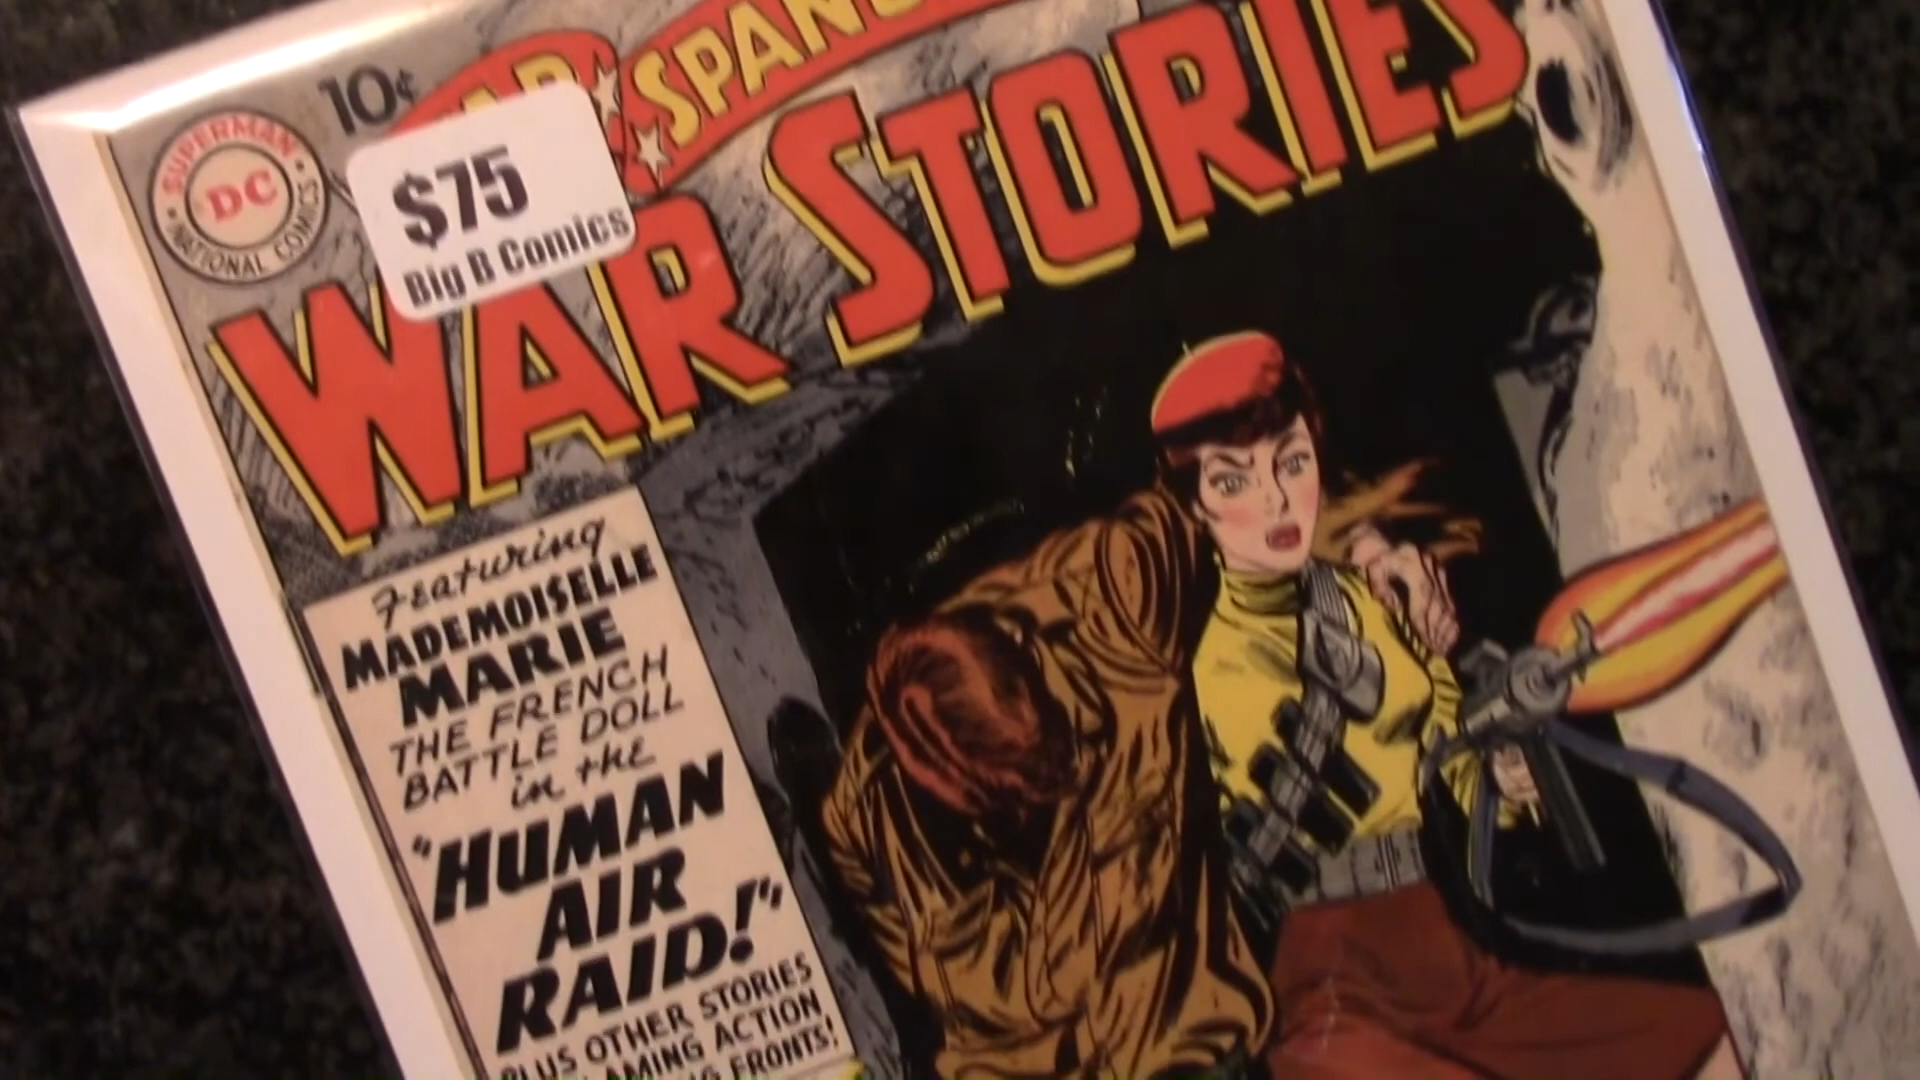 10¢
SPAN
SUPERMAN
DC
NATIONAL COMICS
$75
Big B Comics
WAR STORIES
Featuring
MADEMOISELLE
MARIE
THE FRENCH
BATTLE DOLL
in the
"HUMAN
AIR
RAID!"
PLUS OTHER STORIES
AMING ACTION
FRONTS!